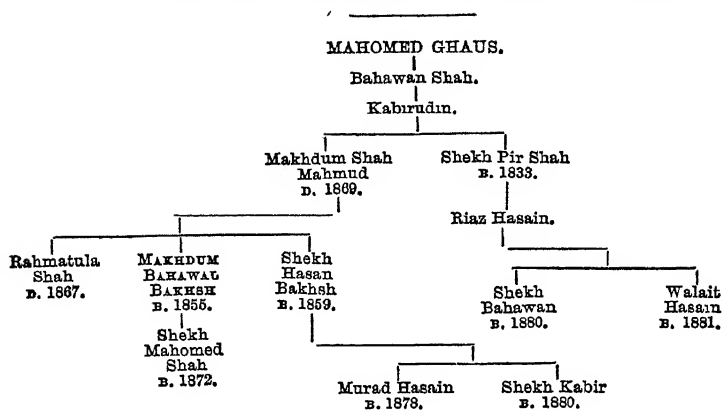 MAHOMED GHAUS.
Bahawan Shah.
Kabirudin.
Makhdum Shah
Mahmud
D. 1869.
Shekh Pir Shah
B. 1833.
Riaz Hasain.
Rahmatula
Shah
D. 1867.
MAKHDUM
BAHAWAL
BAKHSH
B. 1855.
Shekh
Hasan
Bakhsh
B. 1859.
Shekh
Bahawan
B. 1880.
Walait
Hasain
B. 1881.
Shekh
Mahomed
Shah
B. 1872.
Murad Hasain
B. 1878.
Shekh Kabir
B. 1880.